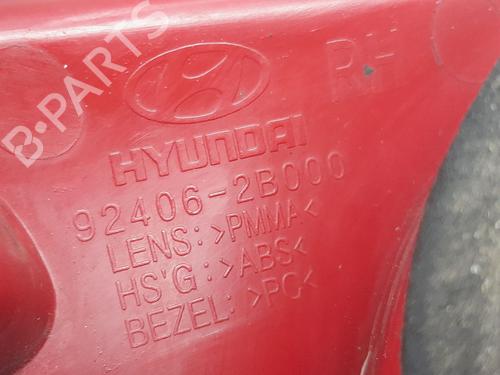 B-PARTS
RH
HYUNDAI
92406-2B000
LENS:>PMMA<
HS'G:>ABS<
BEZEL:>PC<